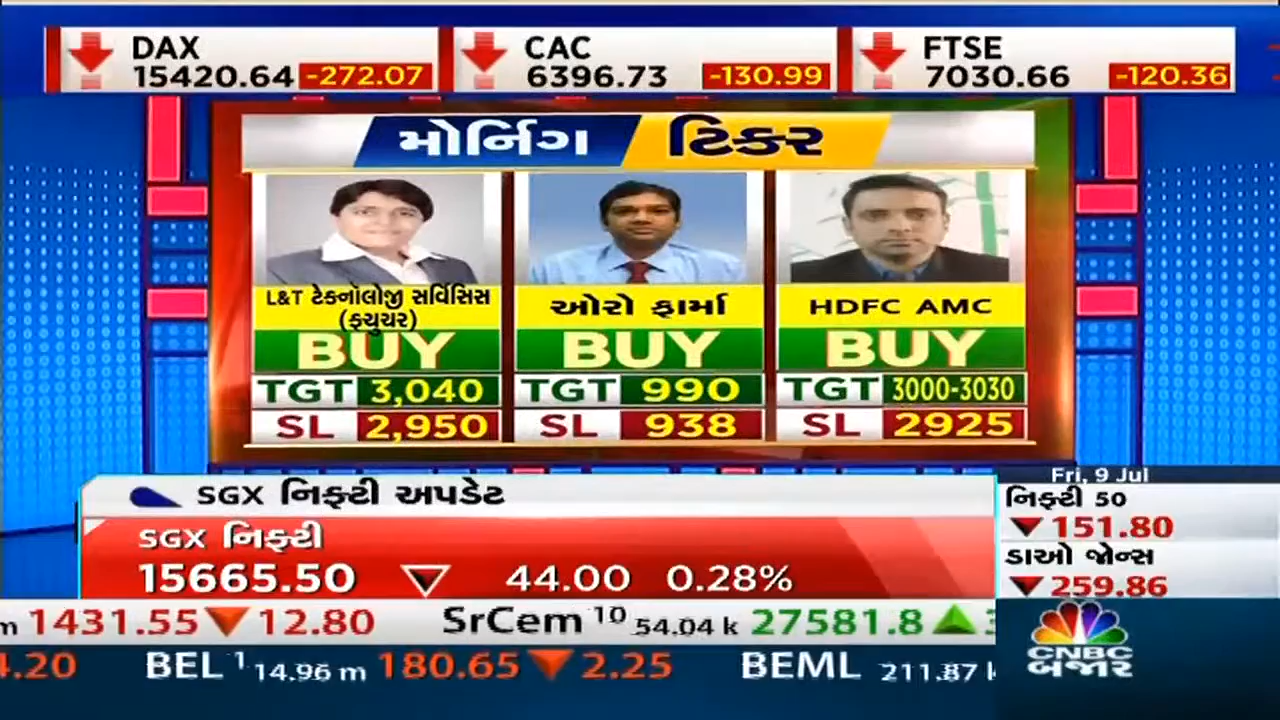 DAX
15420.64 -272.07
CAC
6396.73 -130.99
FTSE
7030.66 -120.36
મોર્નિંગ ટિકર
L&T ટેકનૉલોજી સર્વિસિસ
(ફ્યુચર)
BUY
TGT 3,040
SL 2,950
ઓરો ફાર્મા
BUY
TGT 990
SL 938
HDFC AMC
BUY
TGT 3000-3030
SL 2925
SGX નિફ્ટી અપડેટ
SGX નિફ્ટી
15665.50 44.00 0.28%
Fri, 9 Jul
નિફ્ટી 50
151.80
ડાઓ જોન્સ
259.86
m 1431.55 12.80 SrCem 10 54.04 k 27581.8
4.20 BEL 1 14.96 m 180.65 2.25 BEML 211.87 k
CNBC
બજાર